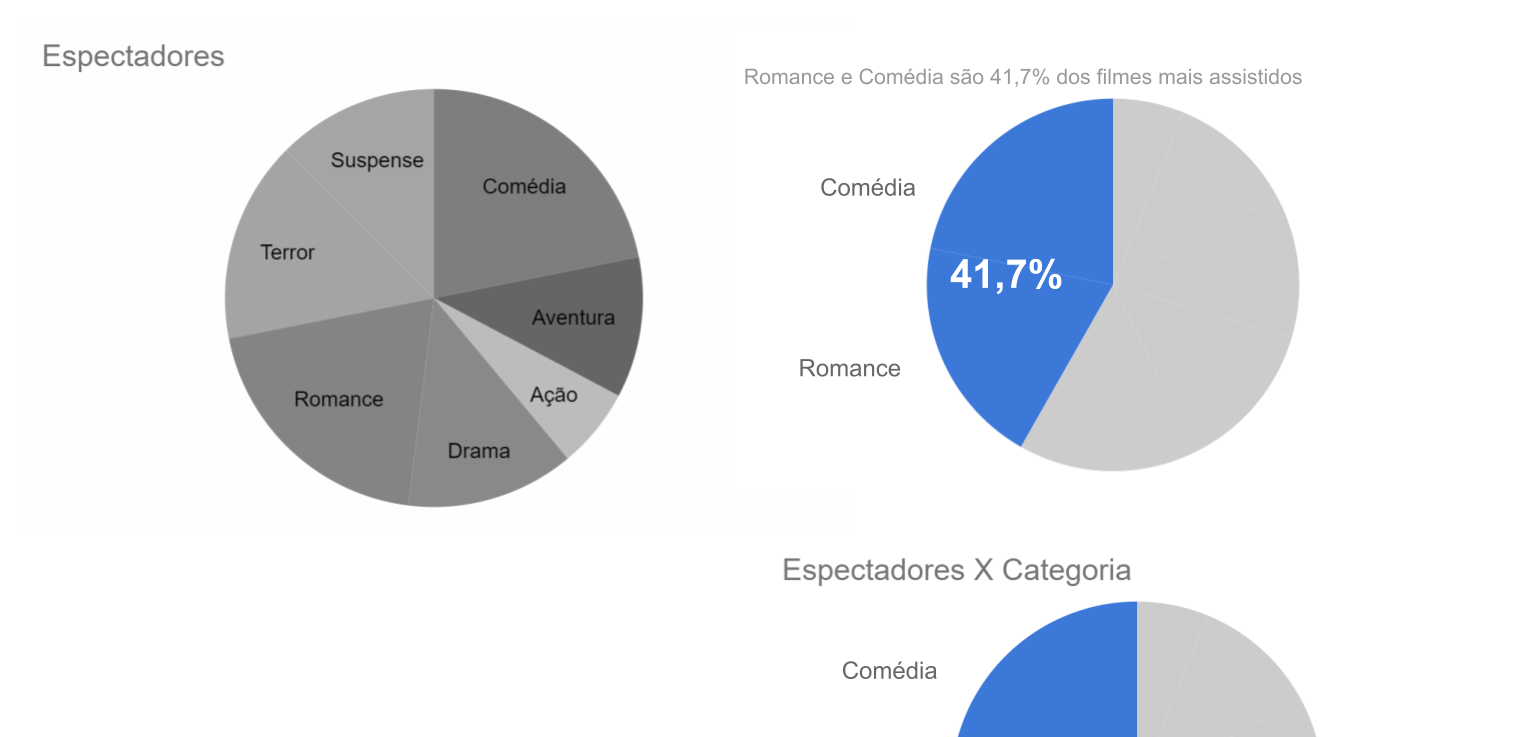 Espectadores
Suspense
Comédia
Terror
Aventura
Romance
Ação
Drama
Romance e Comédia são 41,7% dos filmes mais assistidos
Comédia
41,7%
Romance
Espectadores X Categoria
Comédia